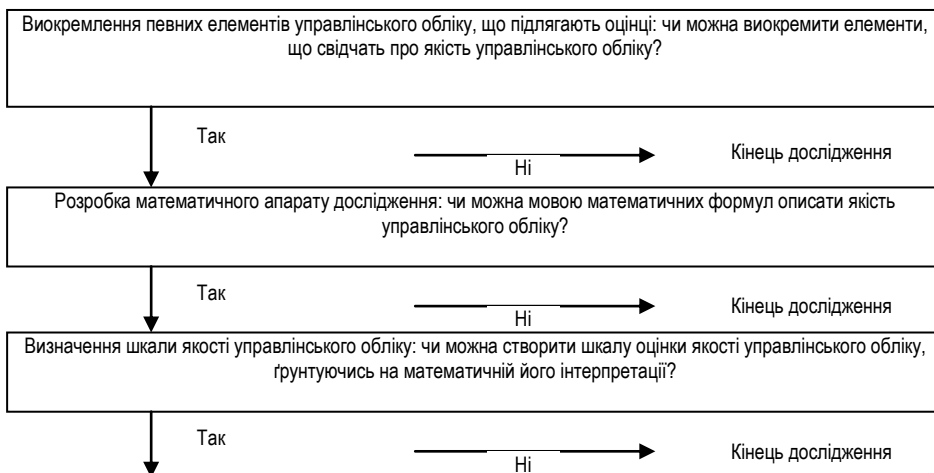 Виокремлення певних елементів управлінського обліку, що підлягають оцінці: чи можна виокремити елементи,
що свідчать про якість управлінського обліку?
Так
Ні
Кінець дослідження
Розробка математичного апарату дослідження: чи можна мовою математичних формул описати якість
управлінського обліку?
Так
Ні
Кінець дослідження
Визначення шкали якості управлінського обліку: чи можна створити шкалу оцінки якості управлінського обліку,
ґрунтуючись на математичній його інтерпретації?
Так
Ні
Кінець дослідження